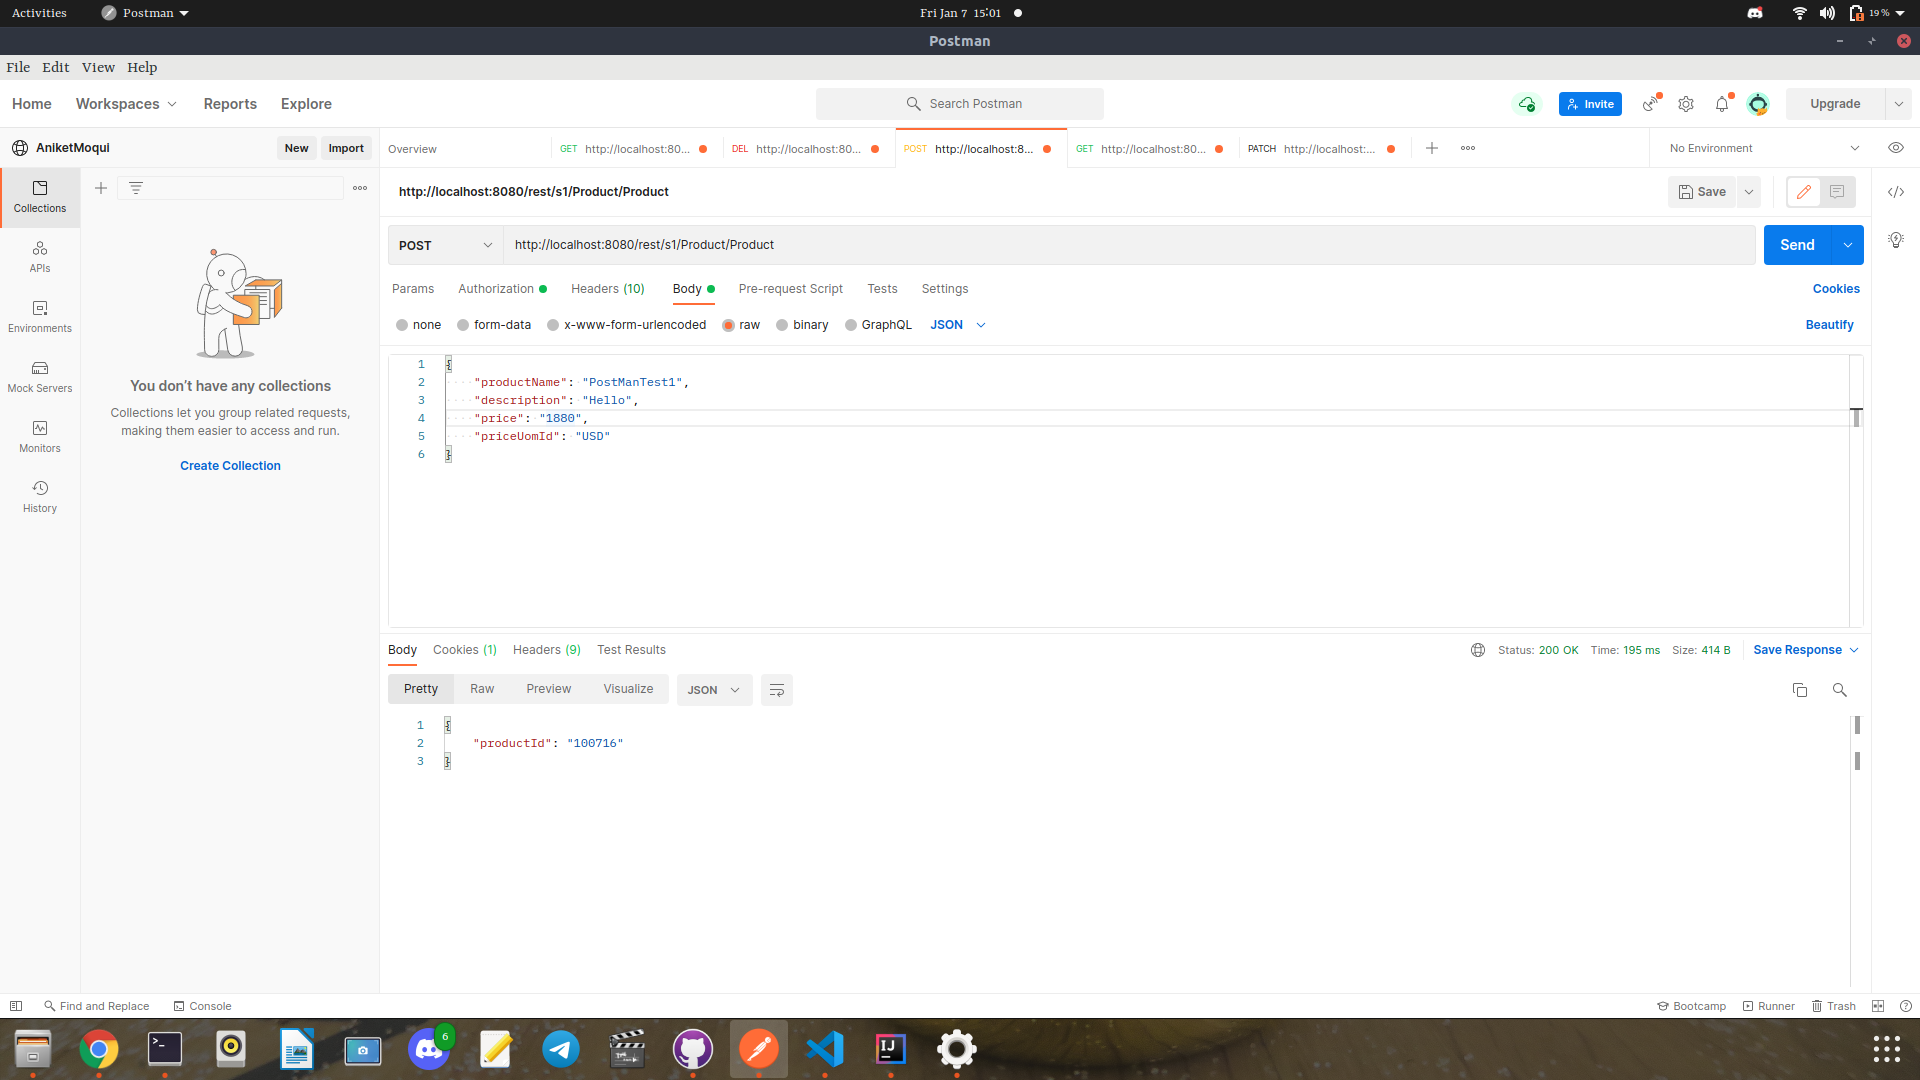 Activities Postman Fri Jan 7 15:01 19 %
Postman
File Edit View Help
Home Workspaces Reports Explore Search Postman Invite Upgrade
AniketMoqui New Import Overview GET http://localhost:80... DEL http://localhost:80... POST http://localhost:8... GET http://localhost:80... PATCH http://localhost:... No Environment
Collections
APIs
Environments
Mock Servers
Monitors
History
You don't have any collections
Collections let you group related requests,
making them easier to access and run.
Create Collection
http://localhost:8080/rest/s1/Product/Product Save
POST http://localhost:8080/rest/s1/Product/Product Send
Params Authorization Headers (10) Body Pre-request Script Tests Settings Cookies
none form-data x-www-form-urlencoded raw binary GraphQL JSON Beautify
1 {
2 "productName": "PostManTest1",
3 "description": "Hello",
4 "price": "1880",
5 "priceUomId": "USD"
6 }
Body Cookies (1) Headers (9) Test Results Status: 200 OK Time: 195 ms Size: 414 B Save Response
Pretty Raw Preview Visualize JSON
1 {
2 "productId": "100716"
3 }
Find and Replace Console Bootcamp Runner Trash
6
IJ